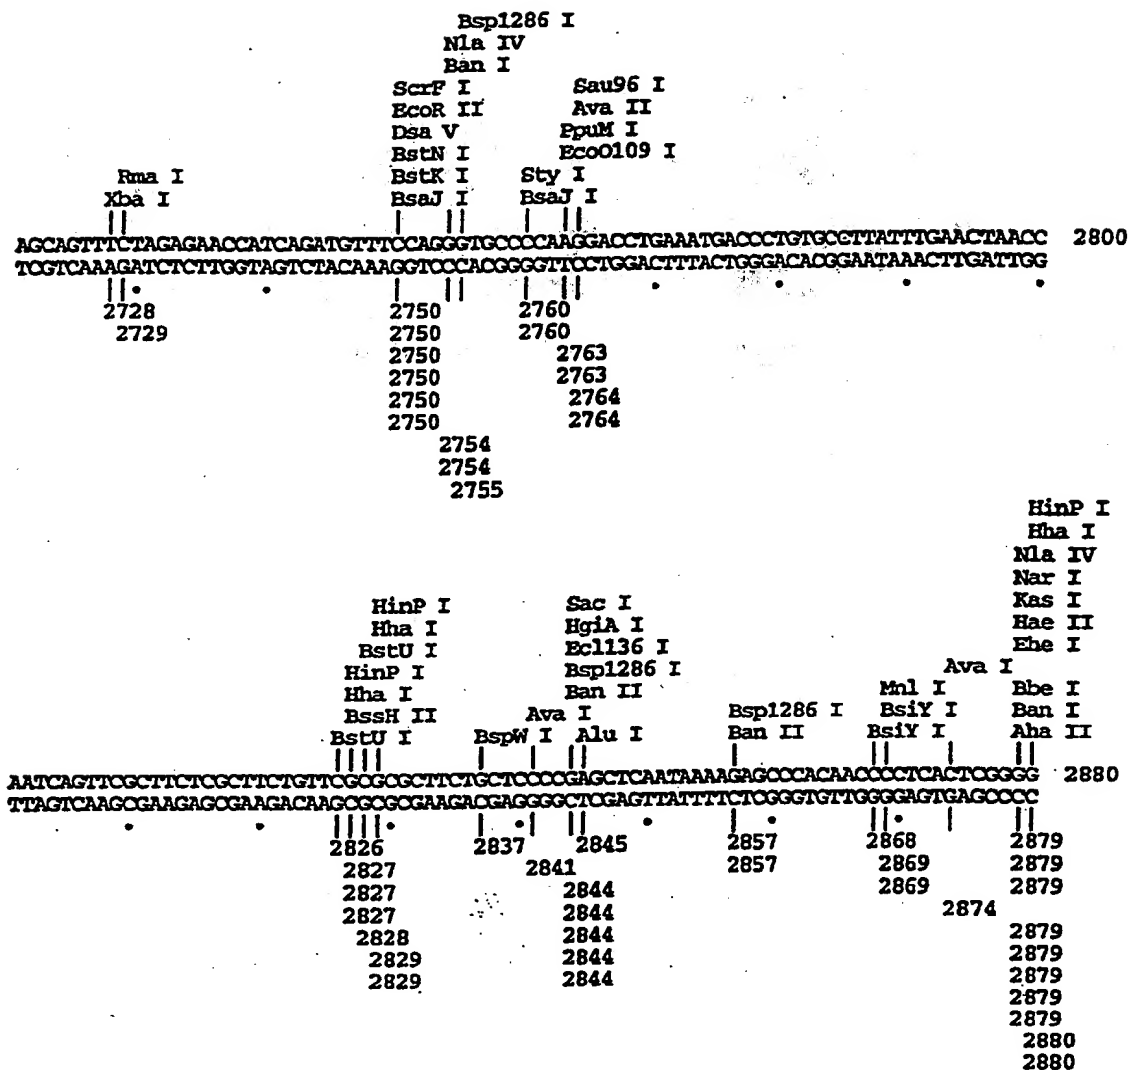 Bsp1286 I
Nla IV
Ban I
ScrF I Sau96 I
EcoR II Ava II
Dsa V PpuM I
BstN I EcoO109 I
Rma I BstK I Sty I
Xba I BsaJ I BsaJ I
AGCAGTTTCTAGAGAACCATCAGATGTTTCCAGGGTGCCCCAAGGACCTGAAATGACCCTGTGCGTTATTTGAACTAACC 2800
TCGTCAAAGATCTCTTGGTAGTCTACAAAGGTCCCACGGGGTTCCTGGACTTTACTGGGACACGGAATAAACTTGATTGG
2728 2750 2760
2729 2750 2760
2750 2763
2750 2763
2750 2764
2750 2764
2754
2754
2755
HinP I
Hha I
Nla IV
Nar I
HinP I Sac I Kas I
Hha I HgiA I Hae II
BstU I Ecl136 I Ehe I
HinP I Bsp1286 I Ava I
Hha I Ban II Mnl I Bbe I
BssH II Ava I Bsp1286 I BsiY I Ban I
BstU I BspW I Alu I Ban II BsiY I Aha II
AATCAGTTCGCTTCTCGCTTCTGTTCGCGCGCTTCTGCTCCCCGAGCTCAATAAAAGAGCCCACAACCCCTCACTCGGGG 2880
TTAGTCAAGCGAAGAGCGAAGACAAGCGCGCGAAGACGAGGGGCTCGAGTTATTTTCTCGGGTGTTGGGGAGTGAGCCCC
2826 2837 2845 2857 2868 2879
2827 2841 2857 2869 2879
2827 2844 2869 2879
2827 2844 2874
2828 2844 2879
2829 2844 2879
2829 2844 2879
2879
2879
2880
2880